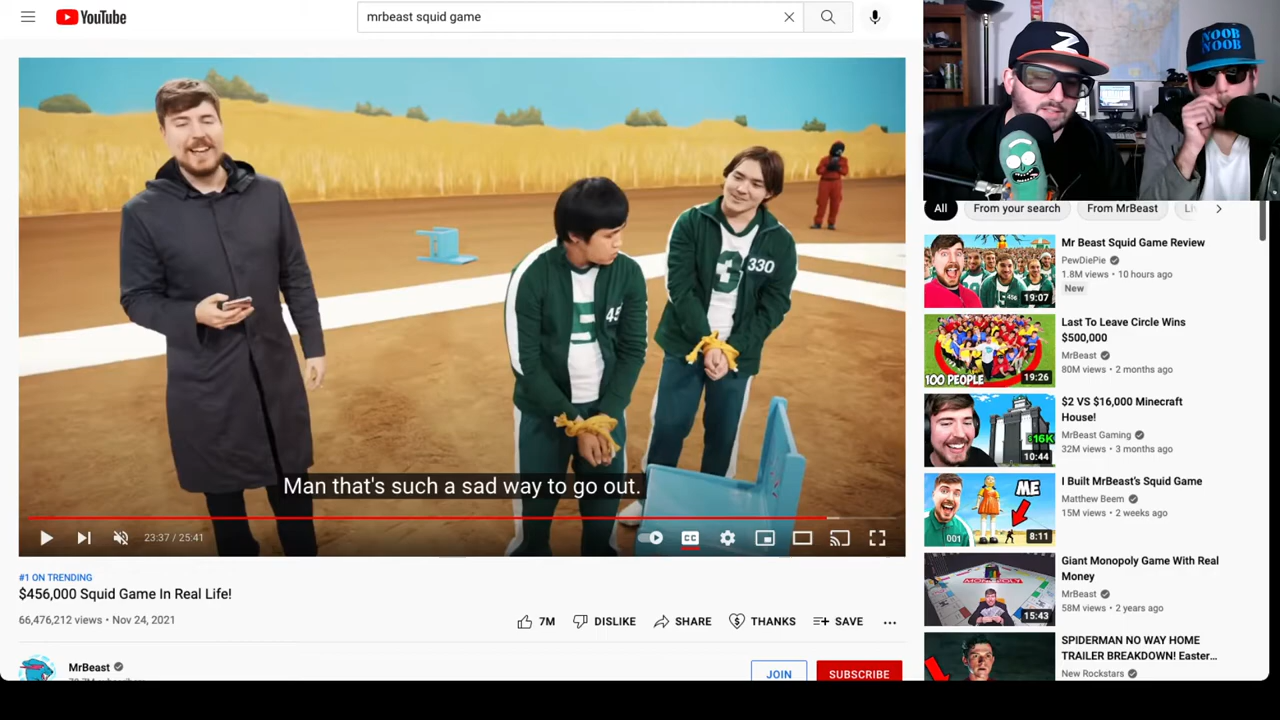 YouTube
mrbeast squid game
Z
NOOB
NOOB
330
45
Man that's such a sad way to go out.
23:37 / 25:41
CC
#1 ON TRENDING
$456,000 Squid Game In Real Life!
66,476,212 views • Nov 24, 2021
7M
DISLIKE
SHARE
THANKS
SAVE
MrBeast
JOIN
SUBSCRIBE
All
From your search
From MrBeast
Mr Beast Squid Game Review
PewDiePie
1.8M views • 10 hours ago
New
19:07
Last To Leave Circle Wins
$500,000
MrBeast
80M views • 2 months ago
100 PEOPLE
19:26
$2 VS $16,000 Minecraft
House!
MrBeast Gaming
32M views • 3 months ago
$16K
10:44
I Built MrBeast's Squid Game
Matthew Beem
15M views • 2 weeks ago
ME
001
8:11
Giant Monopoly Game With Real
Money
MrBeast
58M views • 2 years ago
15:43
SPIDERMAN NO WAY HOME
TRAILER BREAKDOWN! Easter...
New Rockstars